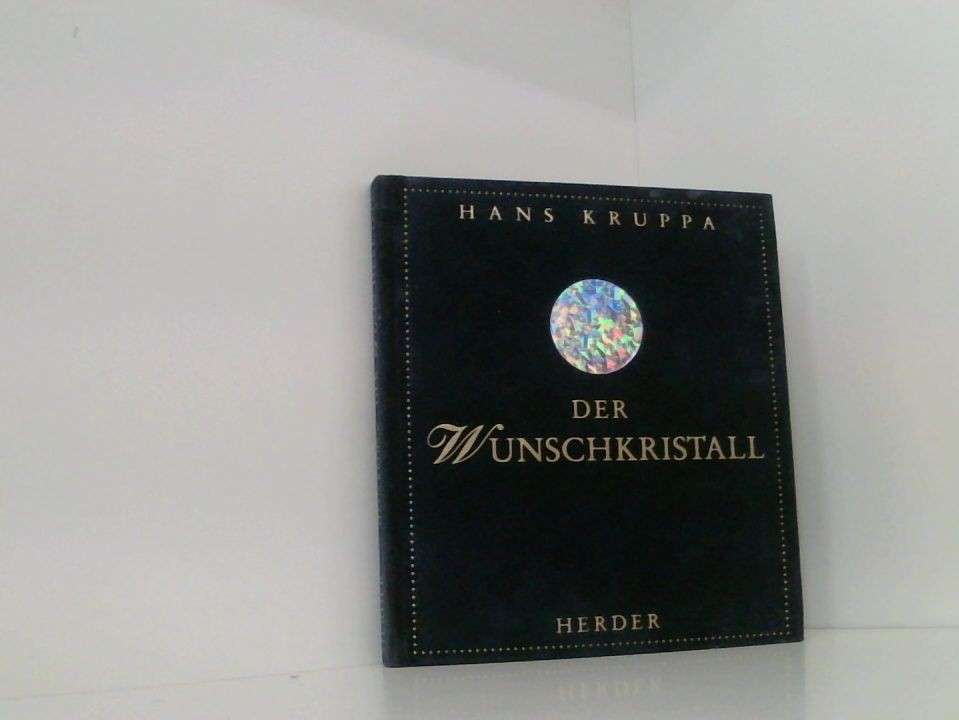 HANS KRUPPA
DER
WUNSCHKRISTALL
HERDER